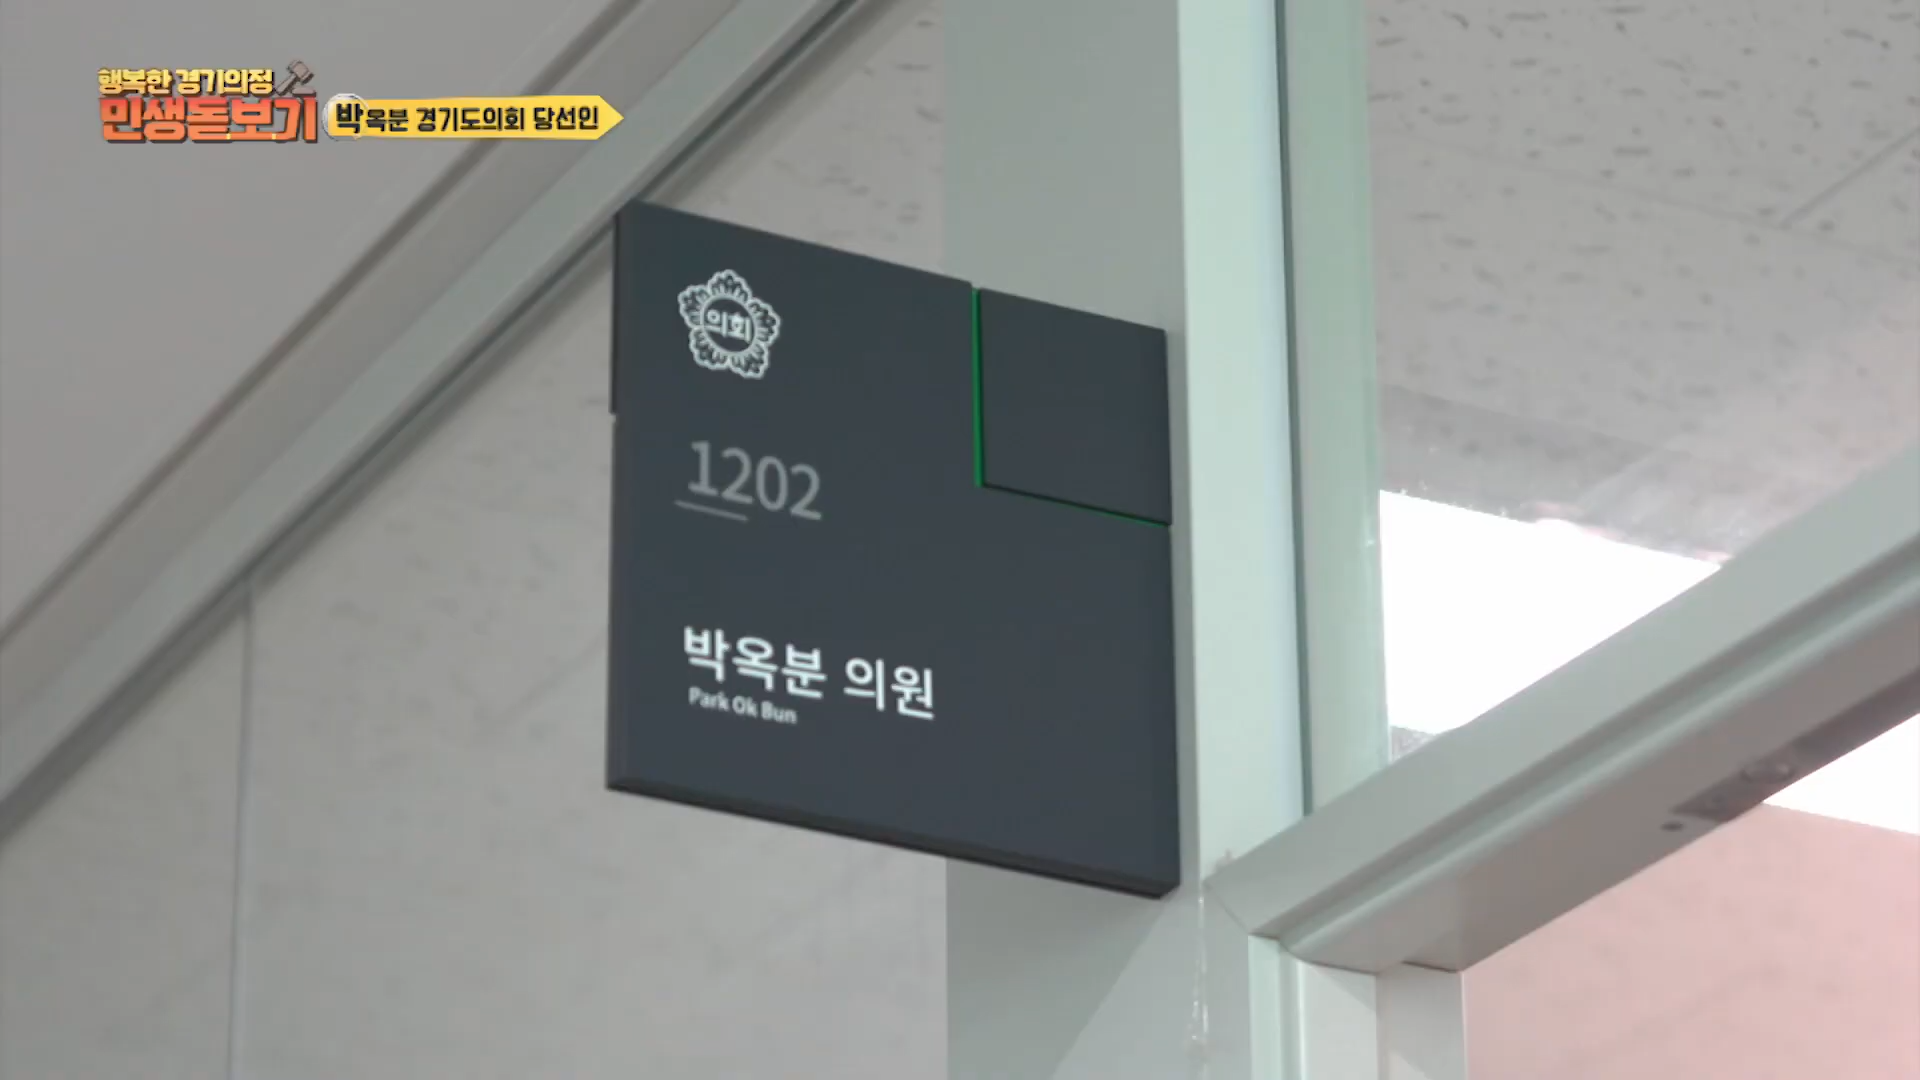 행복한 경기의정
민생돋보기
박옥분 경기도의회 당선인
의회
1202
박옥분 의원
Park Ok Bun